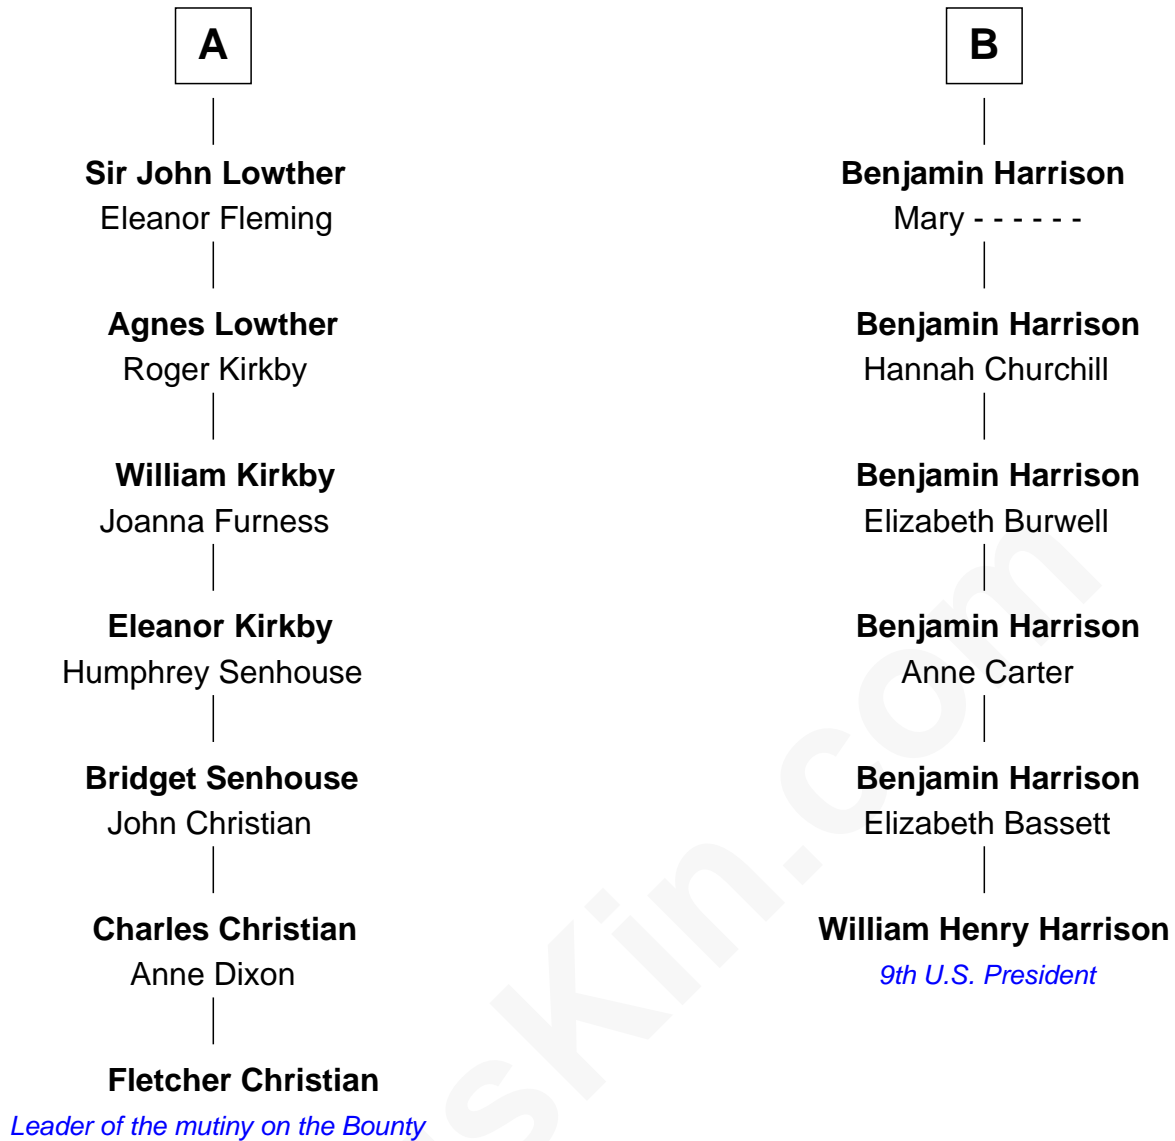 A
Sir John Lowther
Eleanor Fleming
Agnes Lowther
Roger Kirkby
William Kirkby
Joanna Furness
Eleanor Kirkby
Humphrey Senhouse
Bridget Senhouse
John Christian
Charles Christian
Anne Dixon
Fletcher Christian
Leader of the mutiny on the Bounty
B
Benjamin Harrison
Mary - - - - - -
Benjamin Harrison
Hannah Churchill
Benjamin Harrison
Elizabeth Burwell
Benjamin Harrison
Anne Carter
Benjamin Harrison
Elizabeth Bassett
William Henry Harrison
9th U.S. President
sKin.com